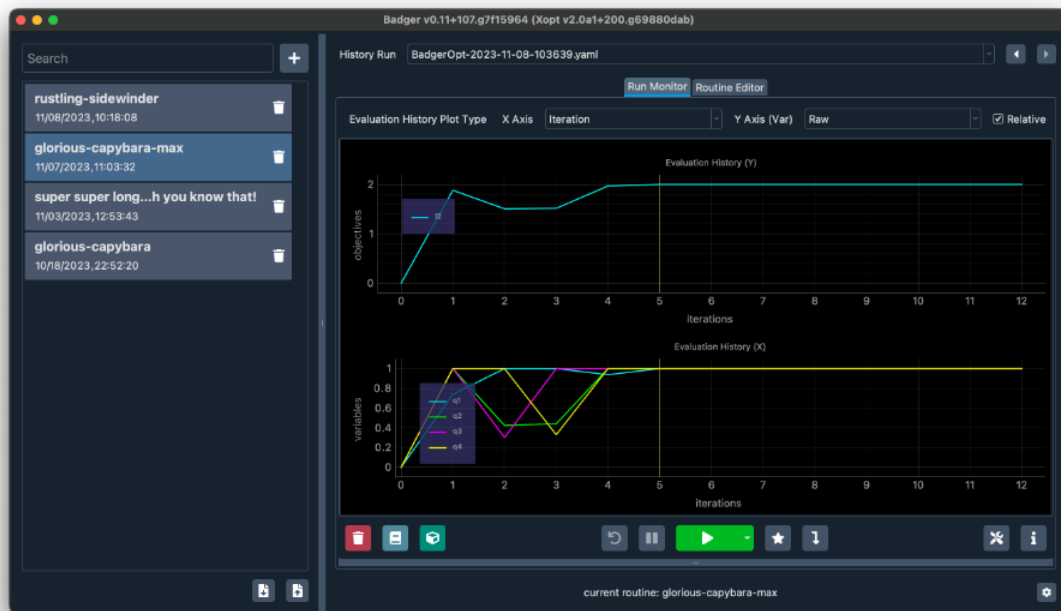 Badger v0.11+107.g7f15964 (Xopt v2.0a1+200.g69880dab)
Search
rustling-sidewinder
11/08/2023,10:18:08
glorious-capybara-max
11/07/2023,11:03:32
super super long...h you know that!
11/03/2023,12:53:43
glorious-capybara
10/18/2023,22:52:20
History Run BadgerOpt-2023-11-08-103639.yaml
Run Monitor Routine Editor
Evaluation History Plot Type X Axis Iteration Y Axis (Var) Raw Relative
Evaluation History (Y)
2
1
0
objectives
l2
0 1 2 3 4 5 6 7 8 9 10 11 12
iterations
Evaluation History (X)
1
0.8
0.6
0.4
0.2
0
variables
q1
q2
q3
q4
0 1 2 3 4 5 6 7 8 9 10 11 12
iterations
current routine: glorious-capybara-max